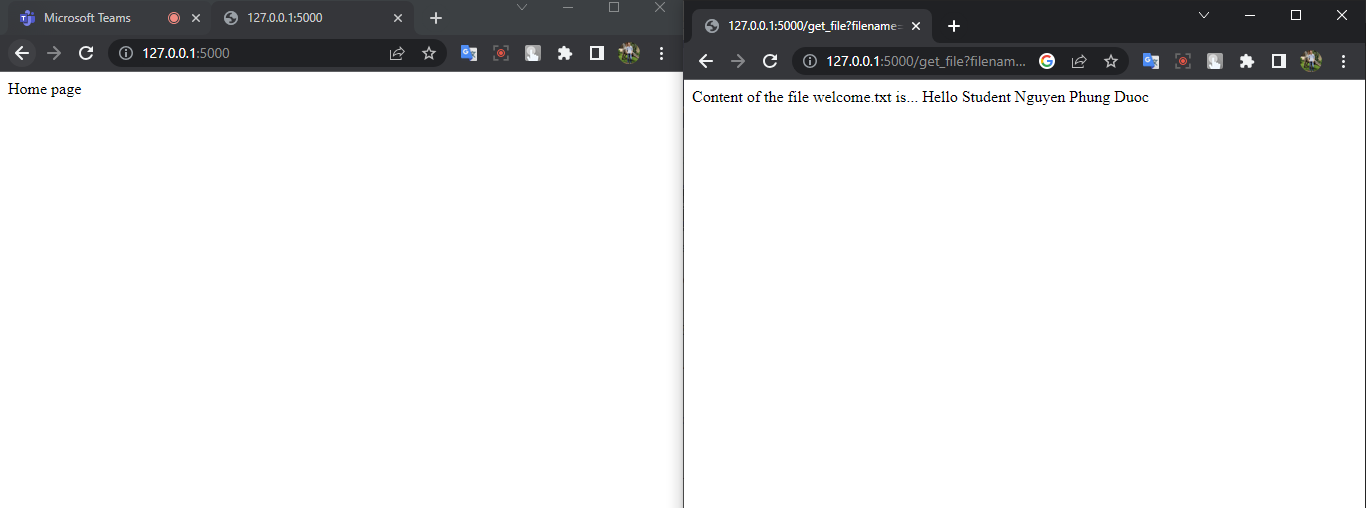 Microsoft Teams
127.0.0.1:5000
127.0.0.1:5000
Home page
127.0.0.1:5000/get_file?filename=
127.0.0.1:5000/get_file?filenam...
Content of the file welcome.txt is... Hello Student Nguyen Phung Duoc